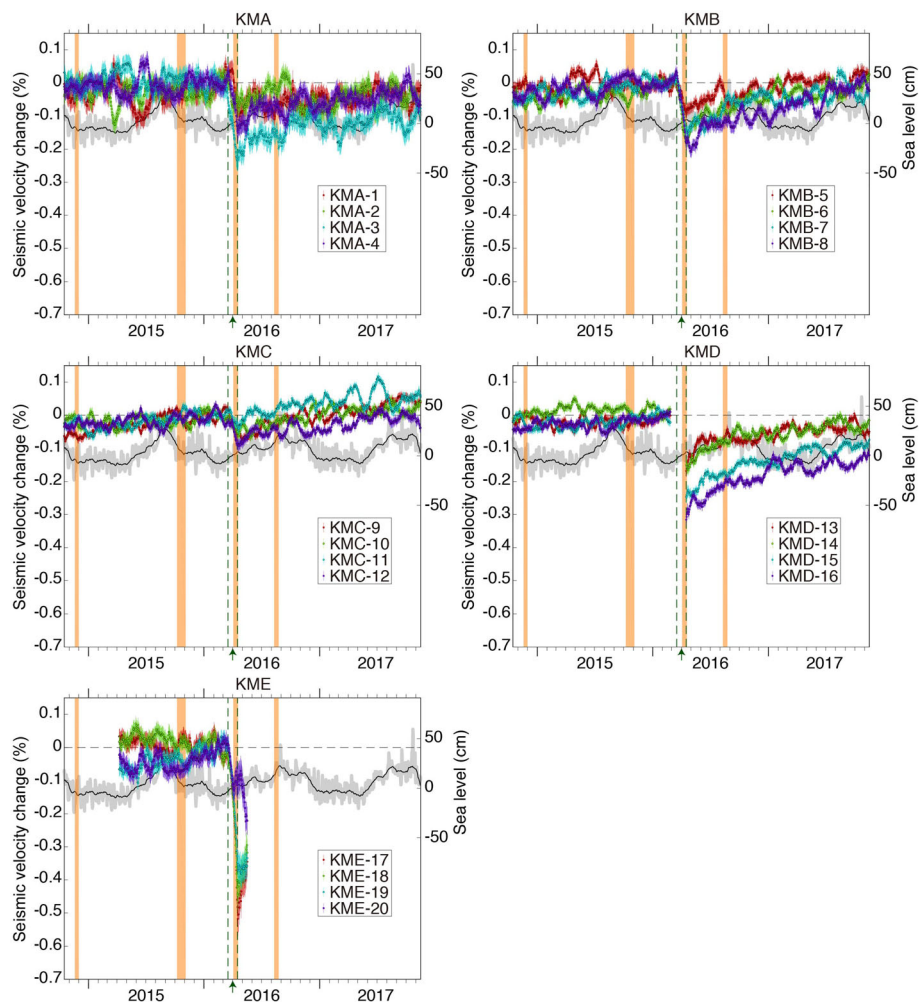 KMA
0.1
0
-0.1
-0.2
-0.3
-0.4
-0.5
-0.6
-0.7
Seismic velocity change (%)
50
0
-50
Sea level (cm)
KMA-1
KMA-2
KMA-3
KMA-4
2015
2016
2017
KMB
0.1
0
-0.1
-0.2
-0.3
-0.4
-0.5
-0.6
-0.7
Seismic velocity change (%)
50
0
-50
Sea level (cm)
KMB-5
KMB-6
KMB-7
KMB-8
2015
2016
2017
KMC
0.1
0
-0.1
-0.2
-0.3
-0.4
-0.5
-0.6
-0.7
Seismic velocity change (%)
50
0
-50
Sea level (cm)
KMC-9
KMC-10
KMC-11
KMC-12
2015
2016
2017
KMD
0.1
0
-0.1
-0.2
-0.3
-0.4
-0.5
-0.6
-0.7
Seismic velocity change (%)
50
0
-50
Sea level (cm)
KMD-13
KMD-14
KMD-15
KMD-16
2015
2016
2017
KME
0.1
0
-0.1
-0.2
-0.3
-0.4
-0.5
-0.6
-0.7
Seismic velocity change (%)
50
0
-50
Sea level (cm)
KME-17
KME-18
KME-19
KME-20
2015
2016
2017